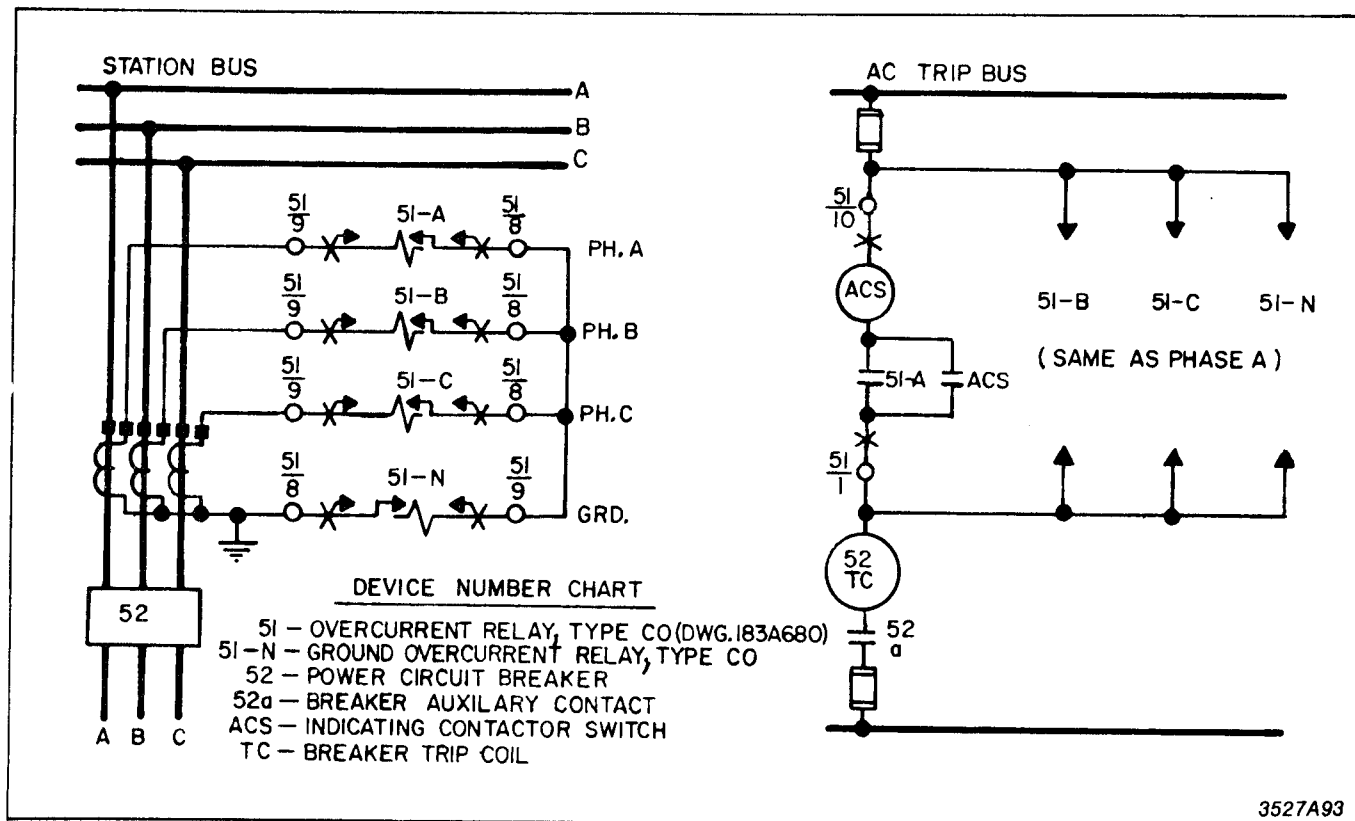 STATION BUS
A
B
C
51
9
51-A
51
8
PH. A
51
9
51-B
51
8
PH. B
51
9
51-C
51
8
PH. C
51
8
51-N
51
9
GRD.
52
A B C
DEVICE NUMBER CHART
51 – OVERCURRENT RELAY, TYPE CO (DWG. 183A680)
51-N – GROUND OVERCURRENT RELAY, TYPE CO
52 – POWER CIRCUIT BREAKER
52a – BREAKER AUXILARY CONTACT
ACS – INDICATING CONTACTOR SWITCH
TC – BREAKER TRIP COIL
AC TRIP BUS
51
10
ACS
51-A
ACS
51-B 51-C 51-N
( SAME AS PHASE A )
51
1
52
TC
52
a
3527A93